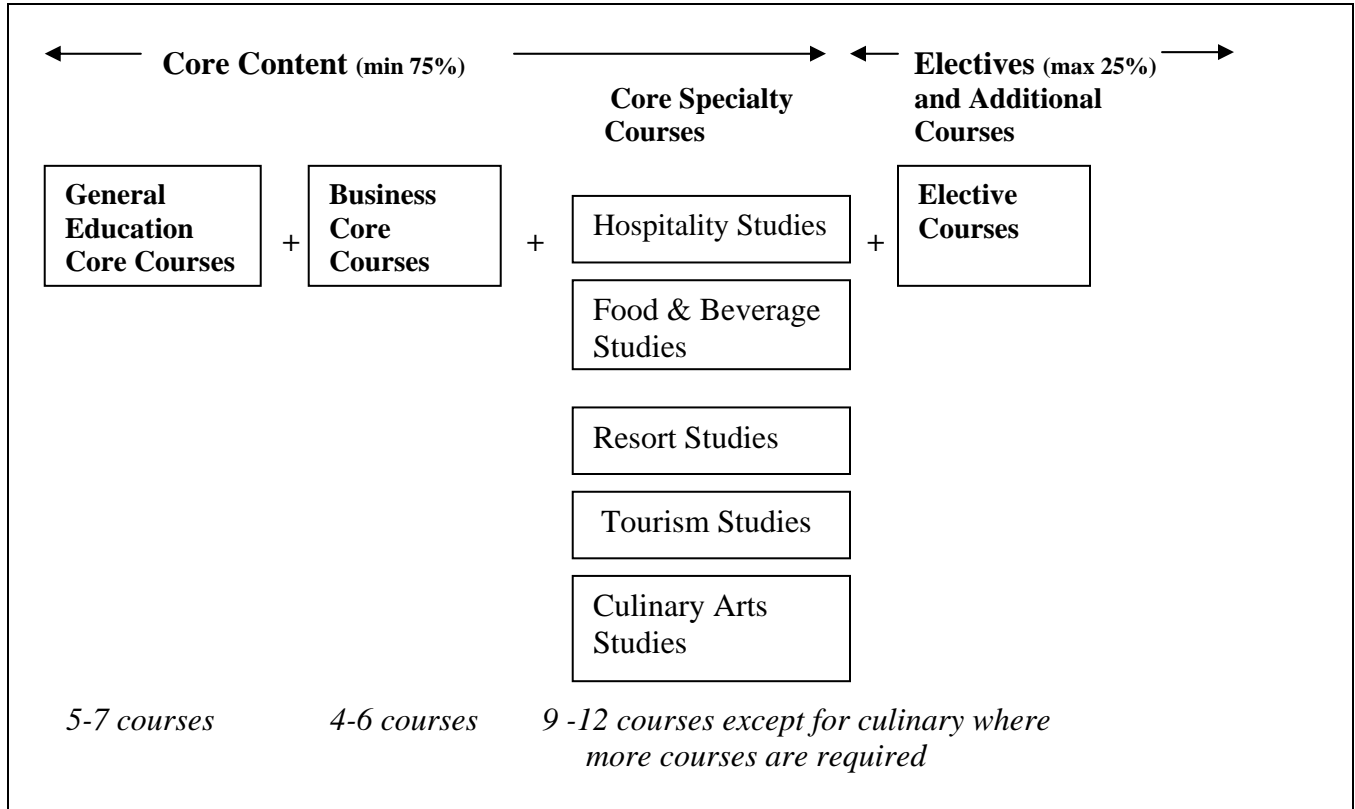 Core Content (min 75%)
Electives (max 25%)
and Additional
Courses
Core Specialty
Courses
General
Education
Core Courses
+
Business
Core
Courses
+
Hospitality Studies
+
Elective
Courses
Food & Beverage
Studies
Resort Studies
Tourism Studies
Culinary Arts
Studies
5-7 courses
4-6 courses
9 -12 courses except for culinary where
more courses are required